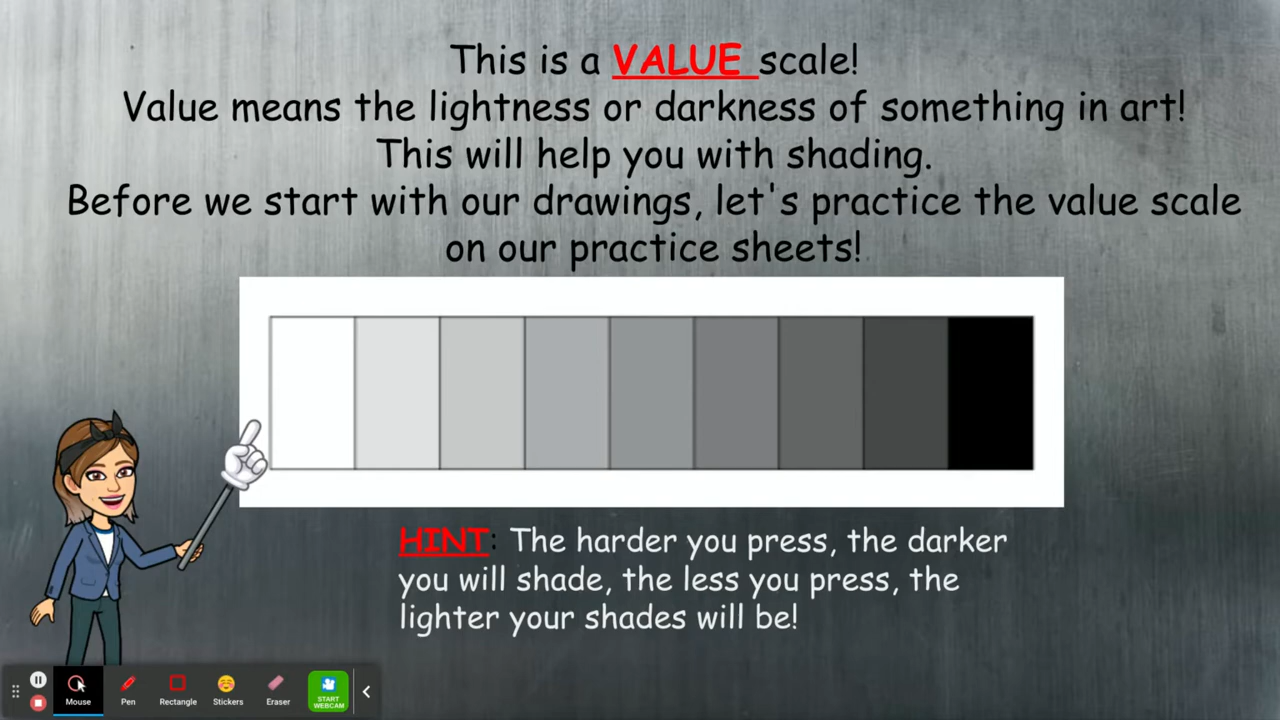 This is a VALUE scale!
Value means the lightness or darkness of something in art!
This will help you with shading.
Before we start with our drawings, let's practice the value scale
on our practice sheets!
HINT: The harder you press, the darker
you will shade, the less you press, the
lighter your shades will be!
Mouse
Pen
Rectangle
Stickers
Eraser
START
WEBCAM